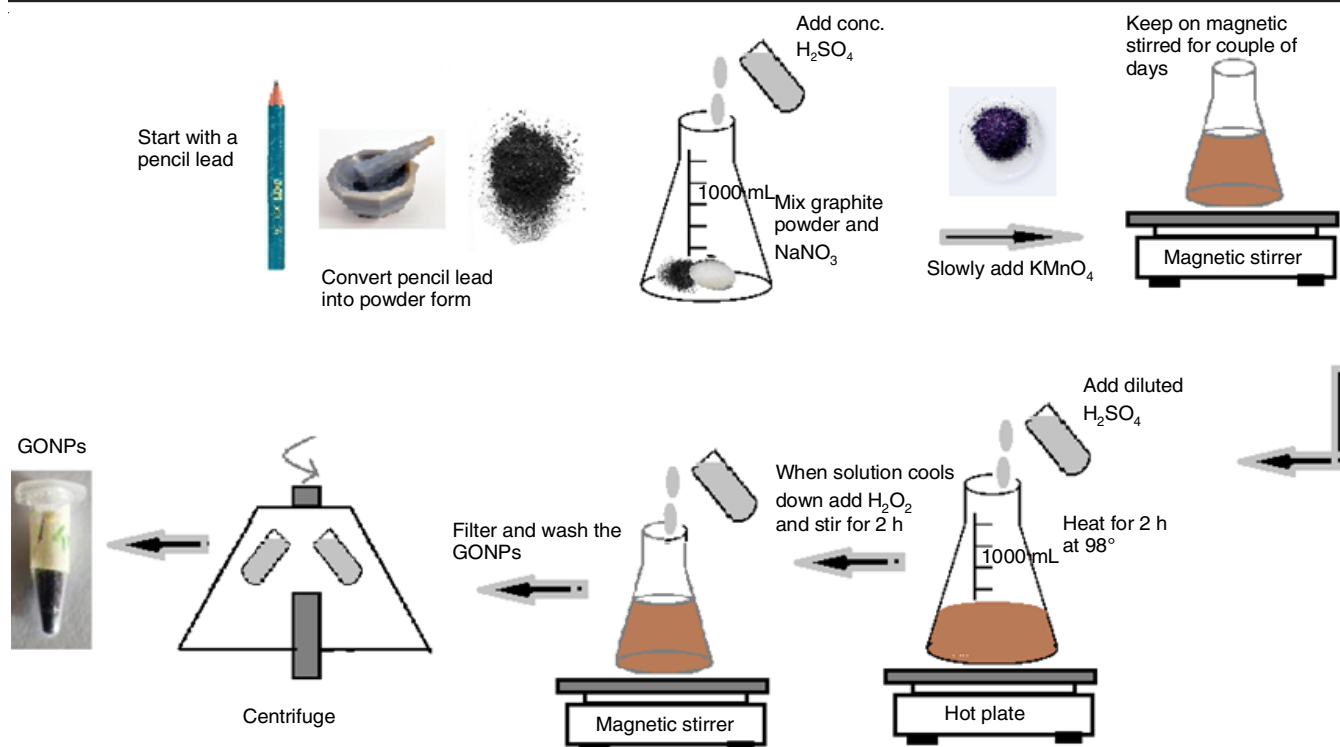 Start with a
pencil lead
Convert pencil lead
into powder form
Add conc.
H₂SO₄
1000 mL
Mix graphite
powder and
NaNO₃
Slowly add KMnO₄
Keep on magnetic
stirred for couple of
days
Magnetic stirrer
Add diluted
H₂SO₄
Heat for 2 h
at 98°
1000 mL
Hot plate
When solution cools
down add H₂O₂
and stir for 2 h
Magnetic stirrer
Filter and wash the
GONPs
Centrifuge
GONPs